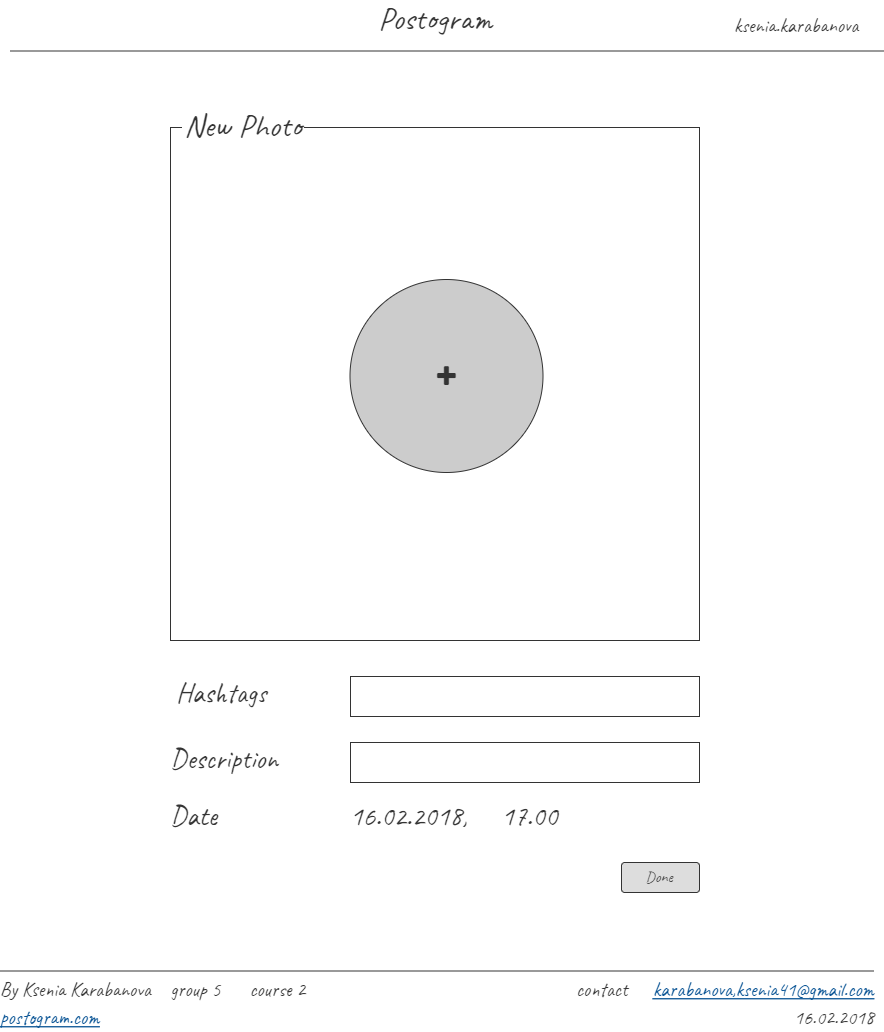 Postogram
ksenia.karabanova
New Photo
Hashtags
Description
Date 16.02.2018, 17.00
Done
By Ksenia Karabanova group 5 course 2 contact karabanova,ksenia41@gmail.com
postogram.com 16.02.2018